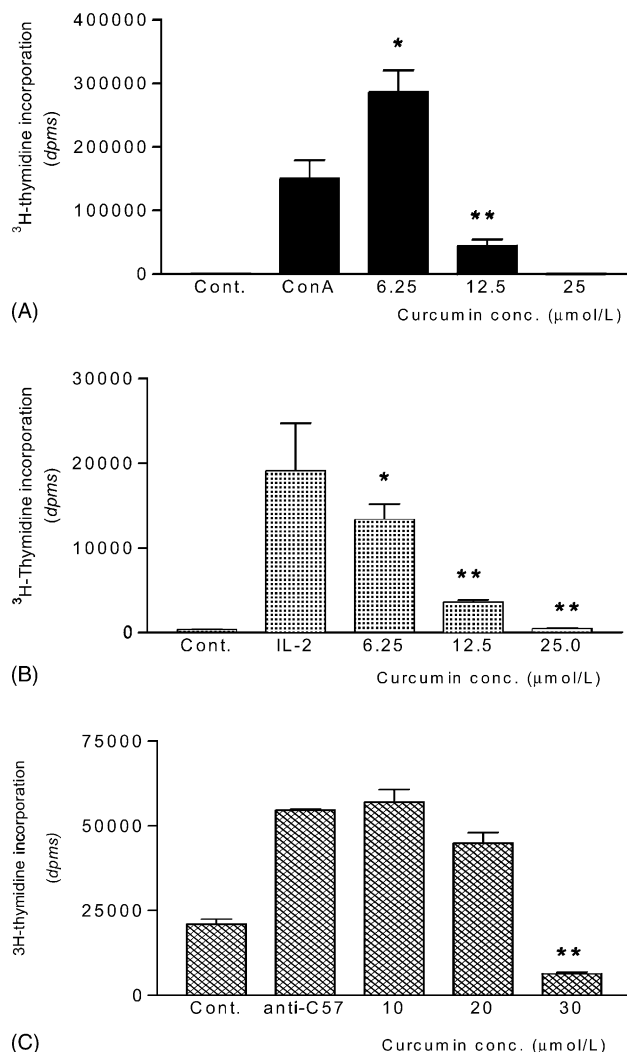 400000
300000
200000
100000
0
³H-thymidine incorporation
(dpms)
*
**
Cont. ConA 6.25 12.5 25
(A)
Curcumin conc. (μmol/L)
30000
20000
10000
0
³H-Thymidine incorporation
(dpms)
*
**
**
Cont. IL-2 6.25 12.5 25.0
(B)
Curcumin conc. (μmol/L)
75000
50000
25000
0
3H-thymidine incorporation
(dpms)
**
Cont. anti-C57 10 20 30
(C)
Curcumin conc. (μmol/L)